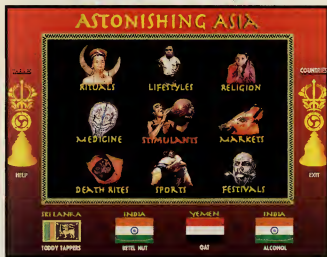 ASTONISHING ASIA
RITUALS LIFESTYLES RELIGION
COUNTRIES
MEDICINE STIMULANTS MARKETS
DEATH RITES SPORTS FESTIVALS
HELP EXIT
SRI LANKA INDIA YEMEN INDIA
TODDY TAPPERS BETEL NUT QAT ALCOHOL